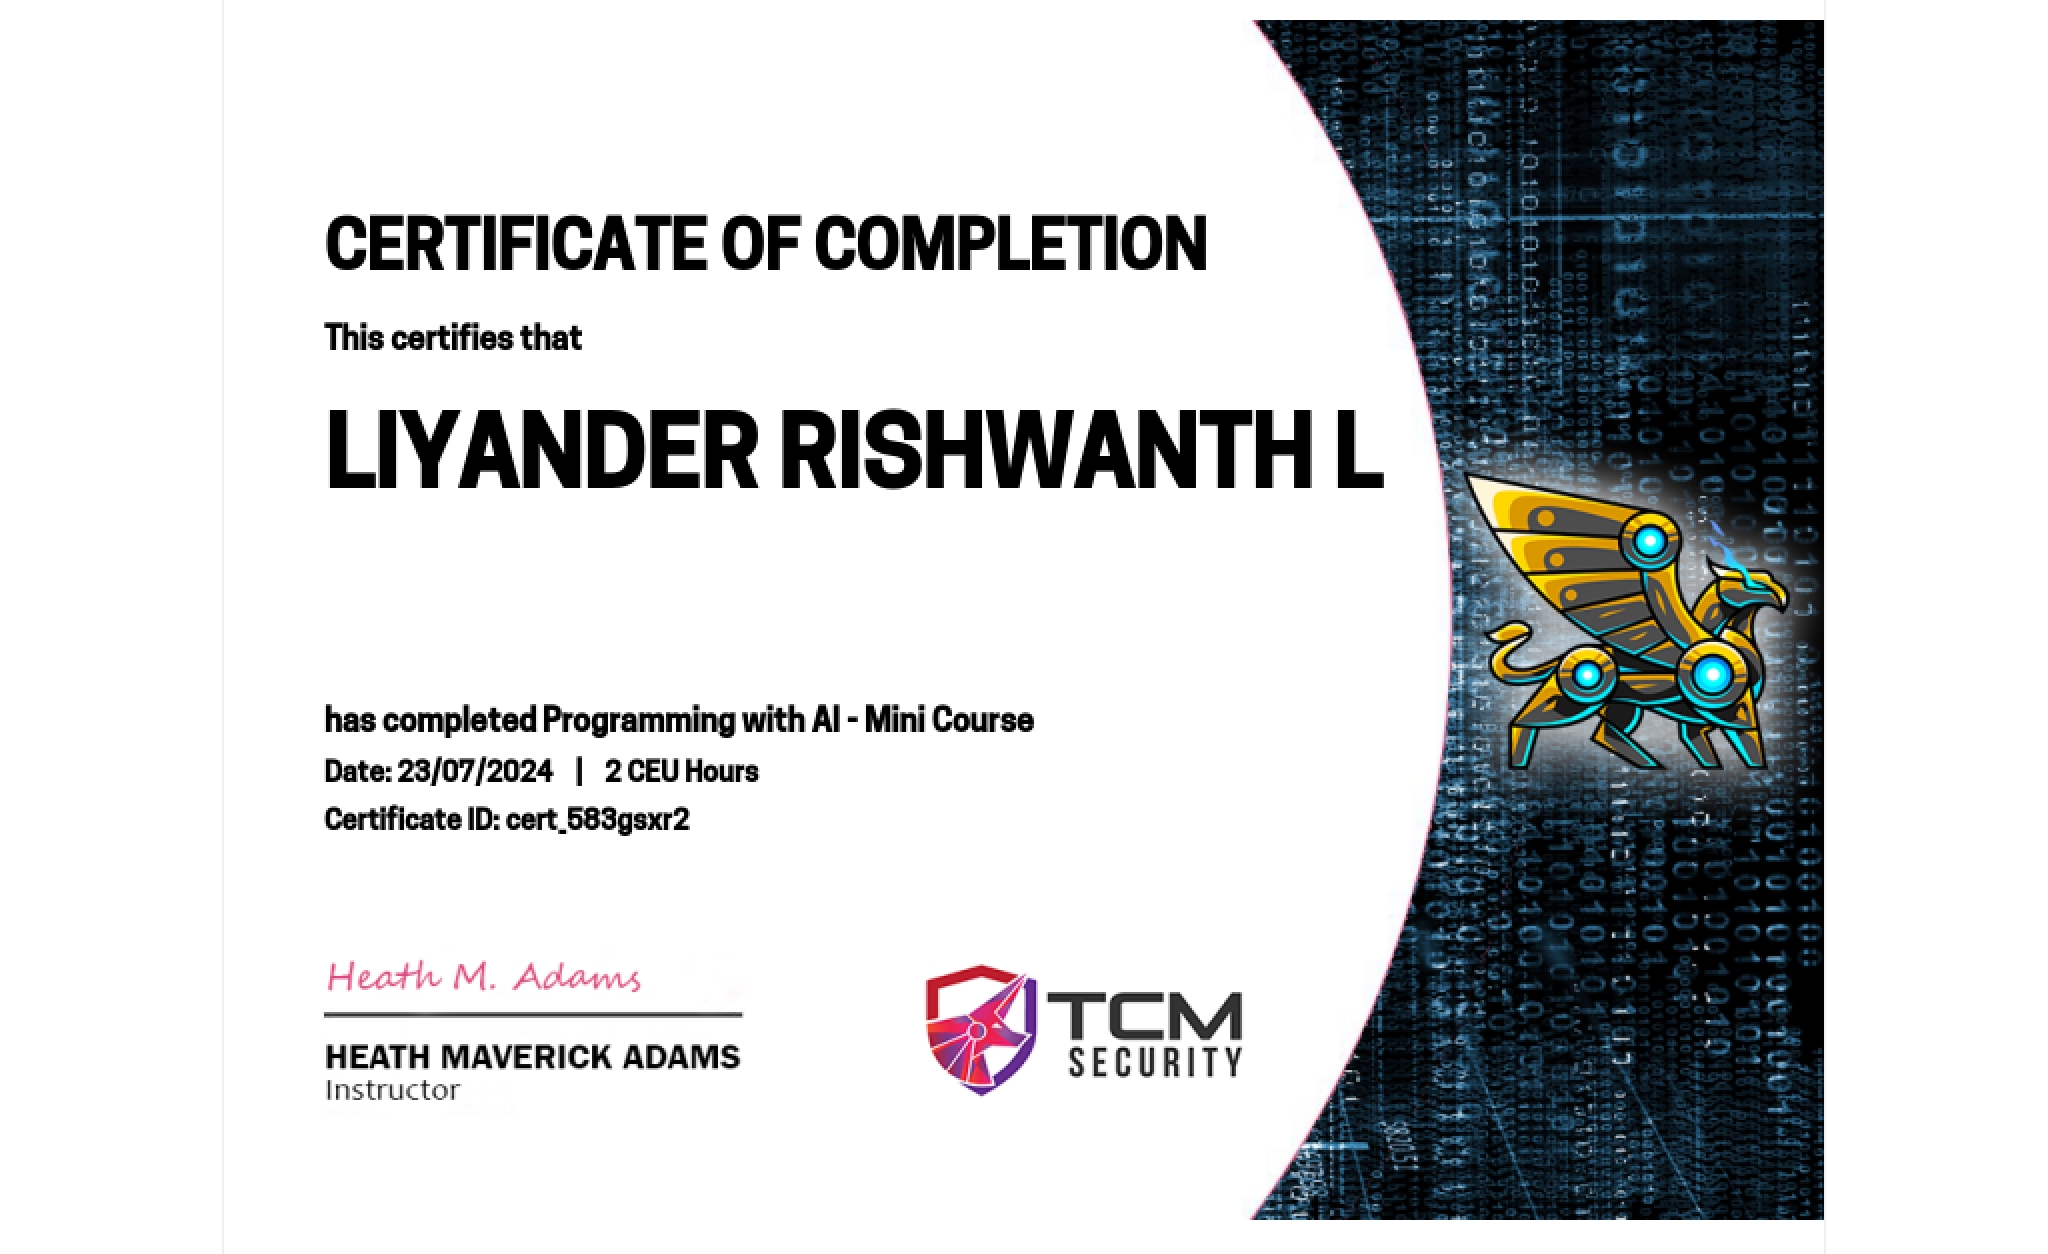 CERTIFICATE OF COMPLETION
This certifies that
LIYANDER RISHWANTH L
has completed Programming with AI - Mini Course
Date: 23/07/2024 | 2 CEU Hours
Certificate ID: cert_583gsxr2
Heath M. Adams
HEATH MAVERICK ADAMS
Instructor
TCM
SECURITY